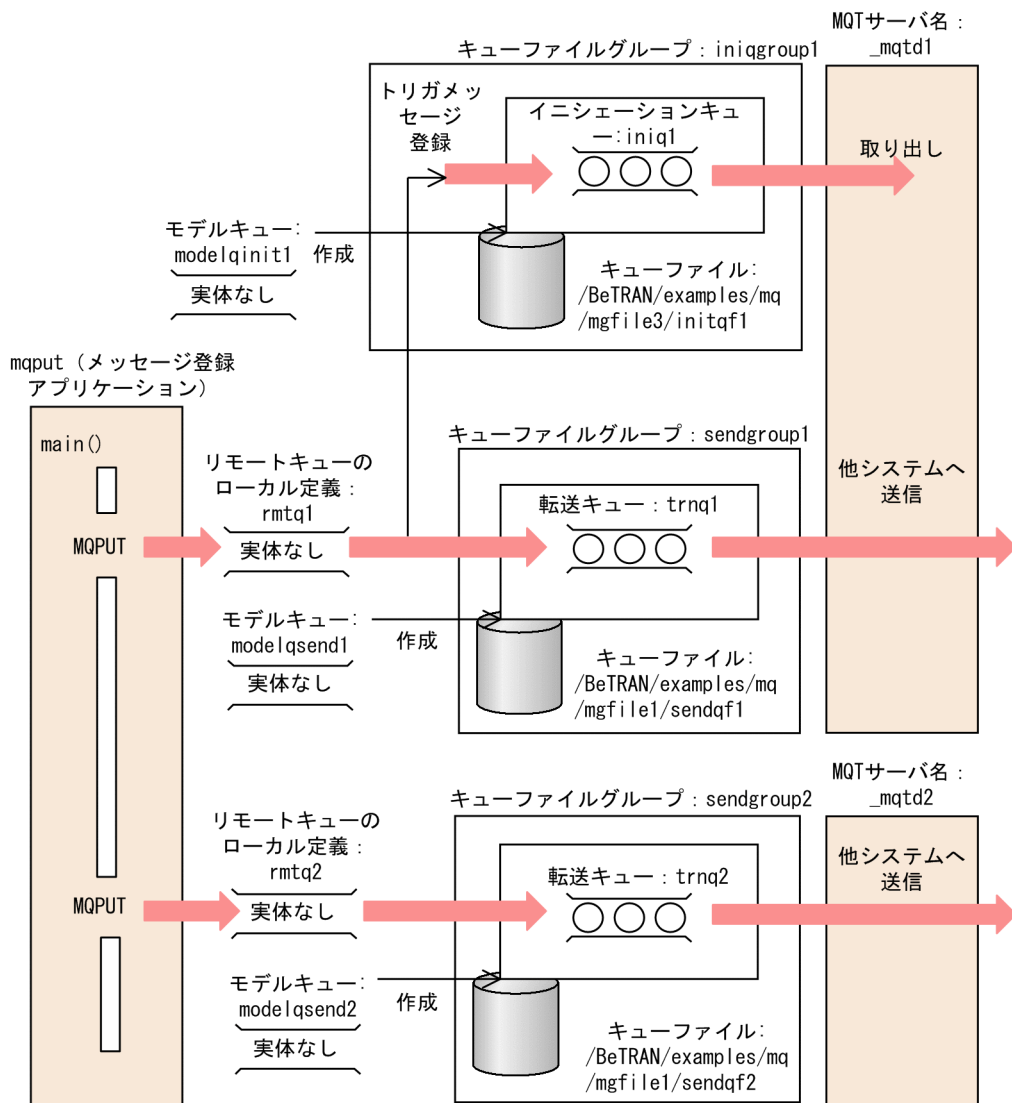 MQTサーバ名：
_mqtd1
キューファイルグループ：iniqgroup1
トリガメッ
セージ
登録
イニシェーションキュ
ー:iniq1
取り出し
モデルキュー:
modelqinit1
実体なし
作成
キューファイル:
/BeTRAN/examples/mq
/mgfile3/initqf1
mqput（メッセージ登録
アプリケーション）
main()
キューファイルグループ：sendgroup1
リモートキューの
ローカル定義：
rmtq1
実体なし
転送キュー：trnq1
他システムへ
送信
MQPUT
モデルキュー:
modelqsend1
実体なし
作成
キューファイル:
/BeTRAN/examples/mq
/mgfile1/sendqf1
MQTサーバ名：
_mqtd2
キューファイルグループ：sendgroup2
リモートキューの
ローカル定義：
rmtq2
実体なし
転送キュー：trnq2
他システムへ
送信
MQPUT
モデルキュー:
modelqsend2
実体なし
作成
キューファイル:
/BeTRAN/examples/mq
/mgfile1/sendqf2